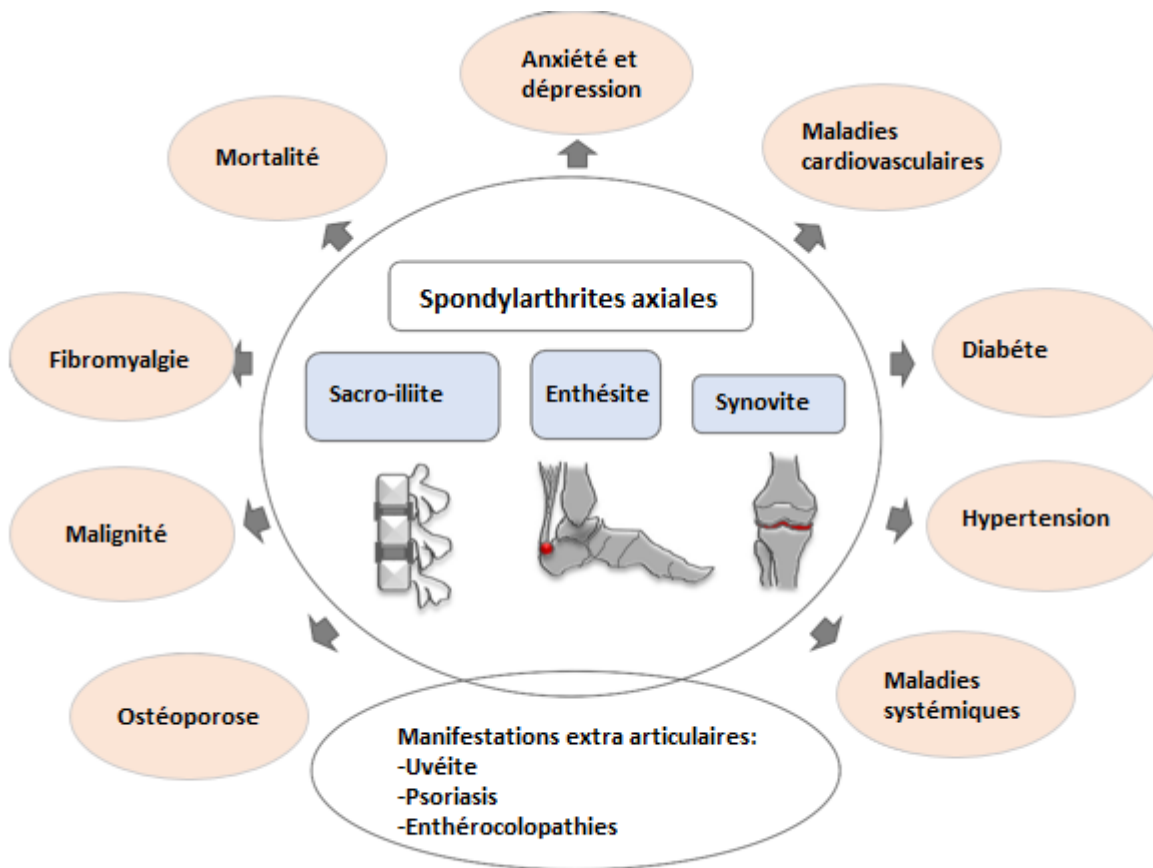 Anxiété et
dépression
Mortalité
Maladies
cardiovasculaires
Spondylarthrites axiales
Fibromyalgie
Diabéte
Sacro-iliite
Enthésite
Synovite
Malignité
Hypertension
Ostéoporose
Maladies
systémiques
Manifestations extra articulaires:
-Uvéite
-Psoriasis
-Enthérocolopathies